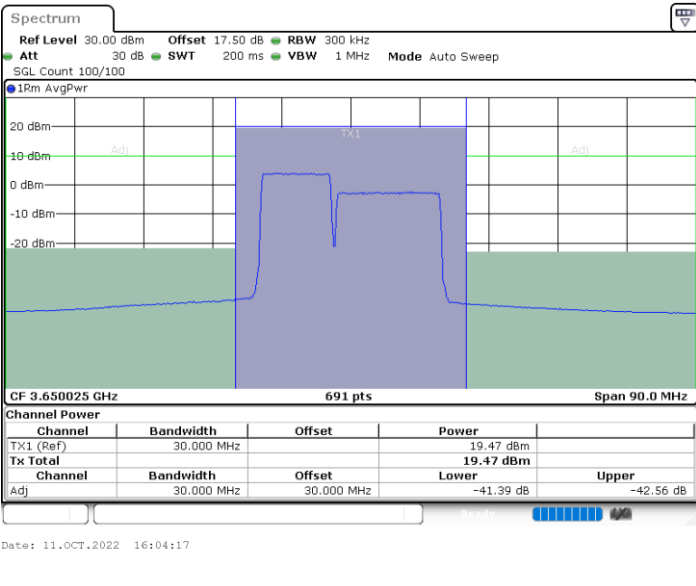 Spectrum
Ref Level 30.00 dBm Offset 17.50 dB RBW 300 kHz
Att 30 dB SWT 200 ms VBW 1 MHz Mode Auto Sweep
SGL Count 100/100
1Rm AvgPwr
20 dBm
TX1
Adj Adj
10 dBm
0 dBm
-10 dBm
-20 dBm
CF 3.650025 GHz 691 pts Span 90.0 MHz
Channel Power
Channel Bandwidth Offset Power
TX1 (Ref) 30.000 MHz 19.47 dBm
Tx Total 19.47 dBm
Channel Bandwidth Offset Lower Upper
Adj 30.000 MHz 30.000 MHz -41.39 dB -42.56 dB
Ready
Date: 11.OCT.2022 16:04:17